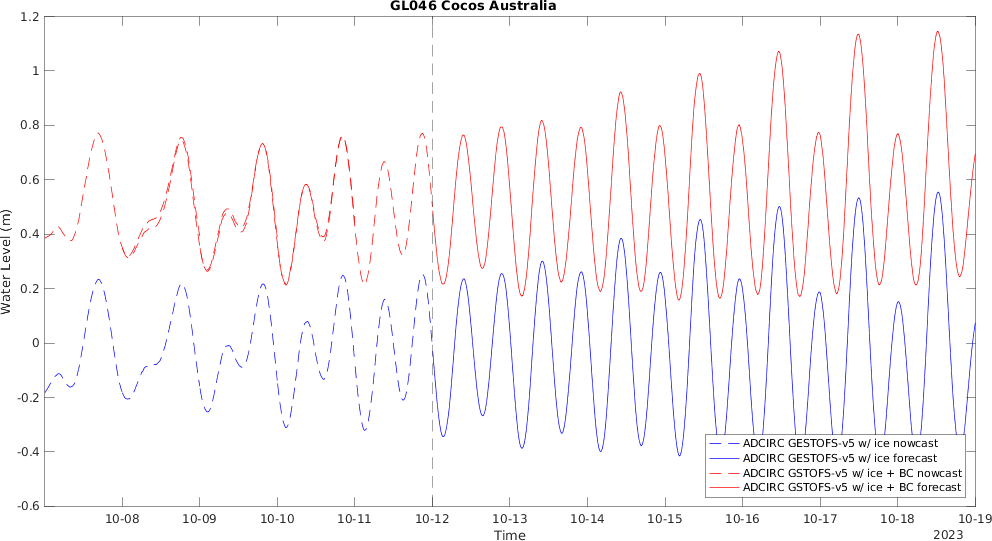 GL046 Cocos Australia
1.2
1
0.8
0.6
0.4
0.2
0
-0.2
-0.4
-0.6
Water Level (m)
ADCIRC GESTOFS-v5 w/ ice nowcast
ADCIRC GESTOFS-v5 w/ ice forecast
ADCIRC GSTOFS-v5 w/ ice + BC nowcast
ADCIRC GSTOFS-v5 w/ ice + BC forecast
10-08 10-09 10-10 10-11 10-12 10-13 10-14 10-15 10-16 10-17 10-18 10-19
Time
2023